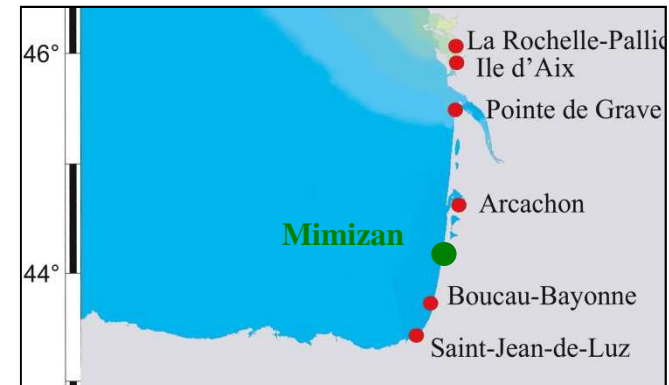 46°
La Rochelle-Pallic
Ile d'Aix
Pointe de Grave
Arcachon
Mimizan
44°
Boucau-Bayonne
Saint-Jean-de-Luz